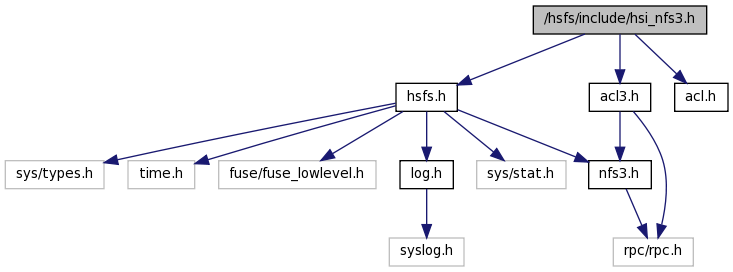 /hsfs/include/hsi_nfs3.h
hsfs.h
acl3.h
acl.h
sys/types.h
time.h
fuse/fuse_lowlevel.h
log.h
sys/stat.h
nfs3.h
syslog.h
rpc/rpc.h